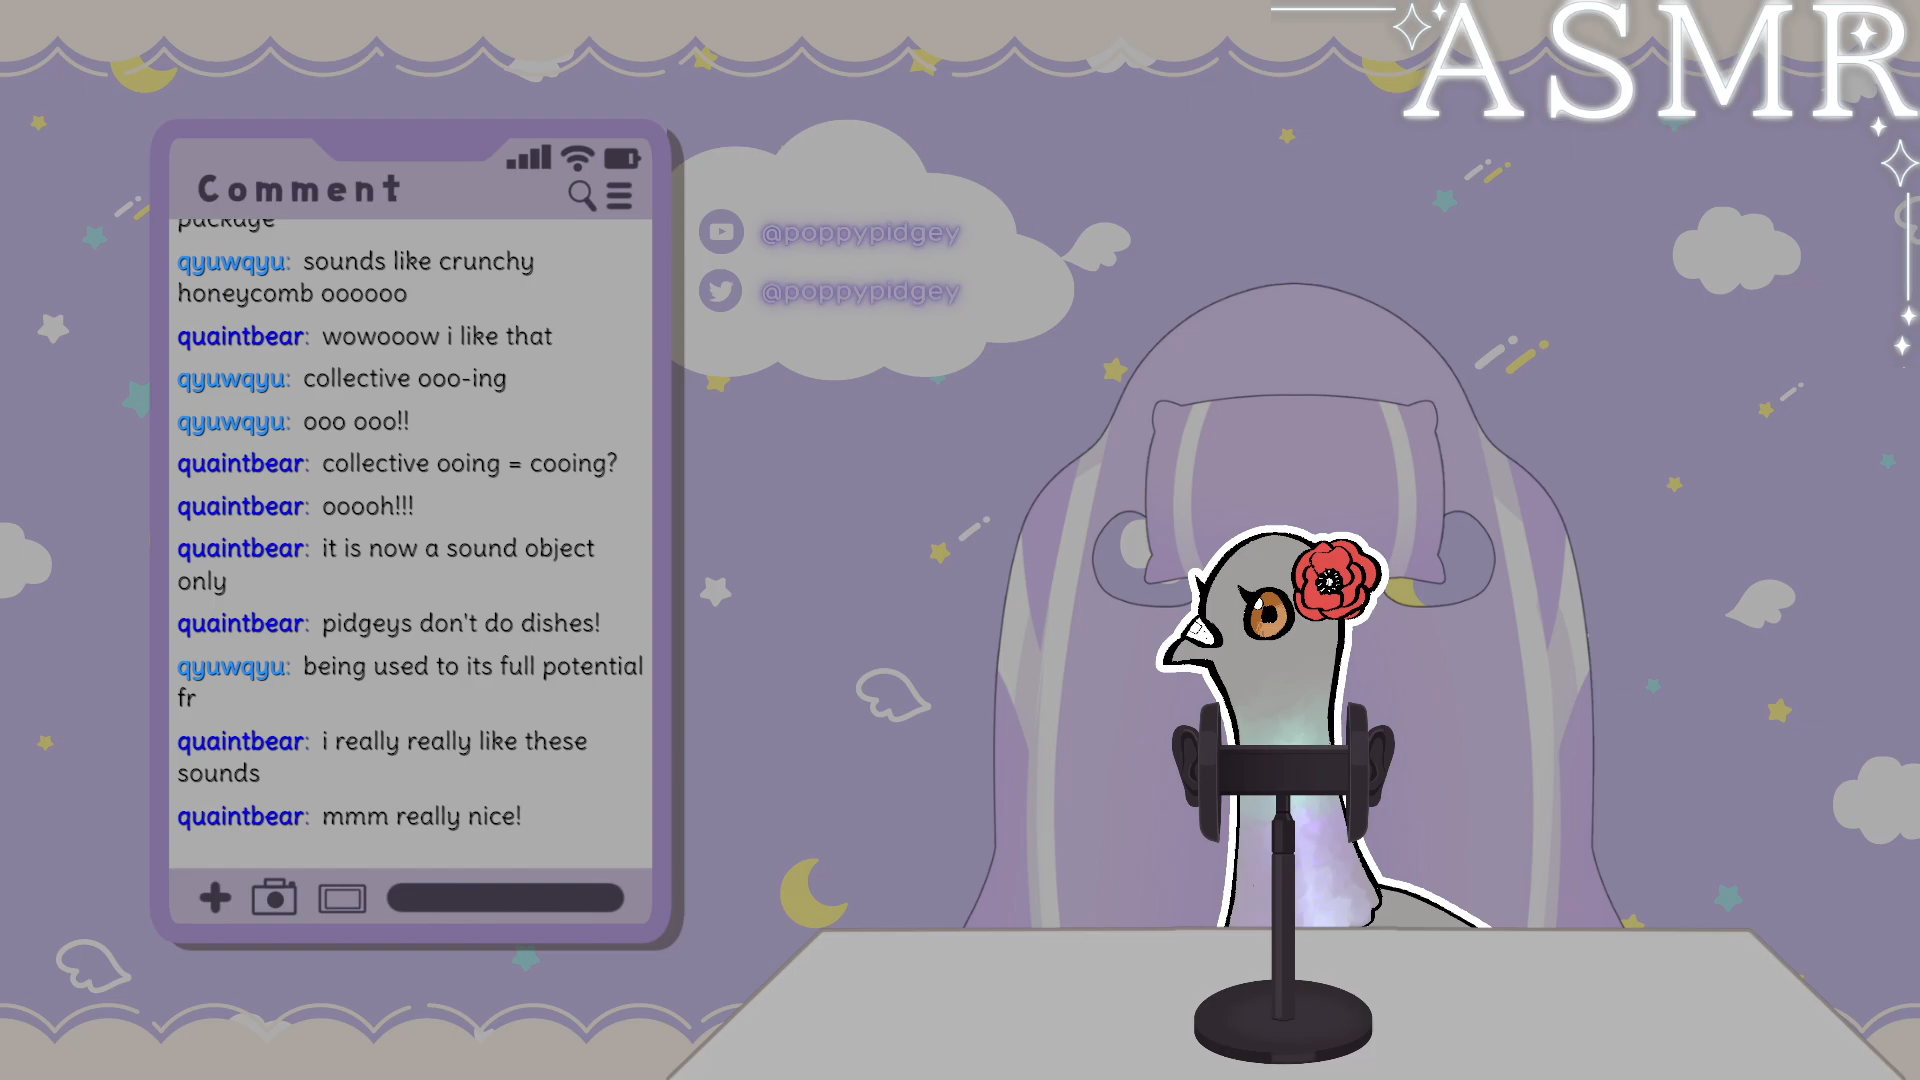 ASMR
Comment
package
qyuwqyu: sounds like crunchy
honeycomb oooooo
quaintbear: wowooow i like that
qyuwqyu: collective ooo-ing
qyuwqyu: ooo ooo!!
quaintbear: collective ooing = cooing?
quaintbear: ooooh!!!
quaintbear: it is now a sound object
only
quaintbear: pidgeys don't do dishes!
qyuwqyu: being used to its full potential
fr
quaintbear: i really really like these
sounds
quaintbear: mmm really nice!
@poppypidgey
@poppypidgey